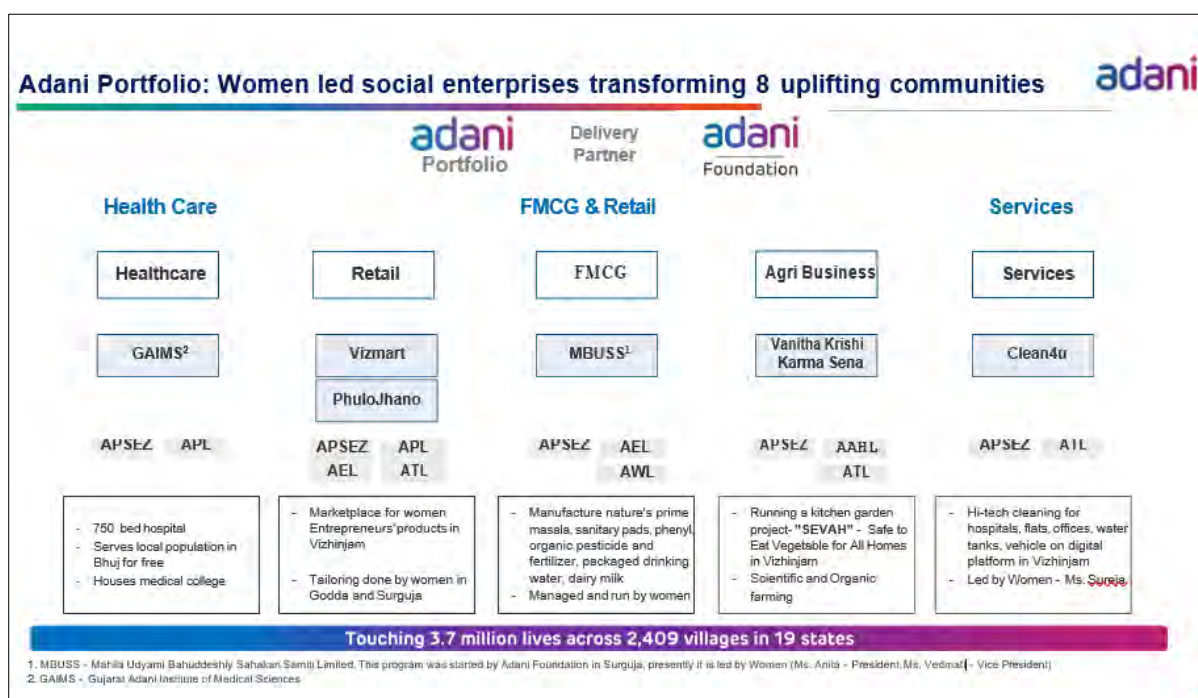 Adani Portfolio: Women led social enterprises transforming 8 uplifting communities
adani
adani
Portfolio
Delivery
Partner
adani
Foundation
Health Care
FMCG & Retail
Services
Healthcare
Retail
FMCG
Agri Business
Services
GAIMS²
Vizmart
PhuloJhano
MBUSS¹
Vanitha Krishi
Karma Sena
Clean4u
APSEZ APL
APSEZ APL
AEL ATL
APSEZ AEL
AWL
APSEZ AAHL
ATL
APSEZ ATL
- 750 bed hospital
- Serves local population in
Bhuj for free
- Houses medical college
- Marketplace for women
Entrepreneurs' products in
Vizhinjam
- Tailoring done by women in
Godda and Surguja
- Manufacture nature's prime
masala, sanitary pads, phenyl,
organic pesticide and
fertilizer, packaged drinking
water, dairy milk
- Managed and run by women
- Running a kitchen garden
project- "SEVAH" - Safe to
Eat Vegetable for All Homes
in Vizhinjam
- Scientific and Organic
farming
- Hi-tech cleaning for
hospitals, flats, offices, water
tanks, vehicle on digital
platform in Vizhinjam
- Led by Women - Ms. Sureja
Touching 3.7 million lives across 2,409 villages in 19 states
1. MBUSS - Mahila Udyami Bahuddeshiy Sahakari Samiti Limited. This program was started by Adani Foundation in Surguja, presently it is led by Women (Ms. Anita - President, Ms. Vedmati - Vice President)
2. GAIMS - Gujarat Adani Institute of Medical Sciences